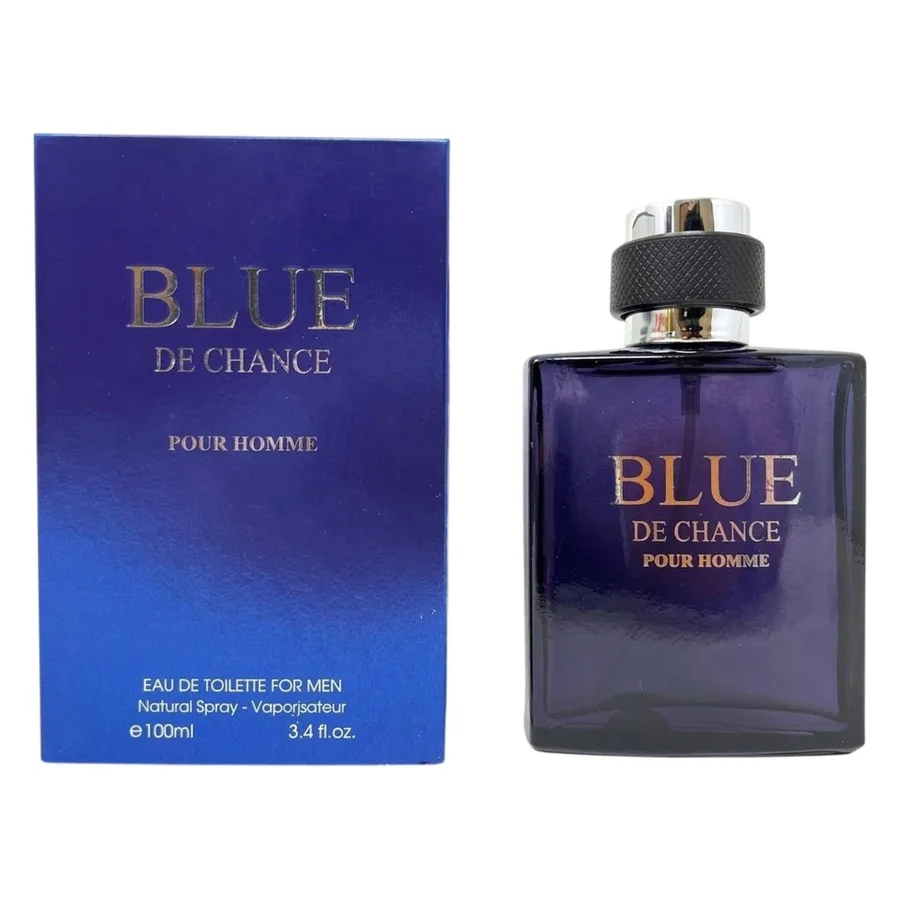 BLUE
DE CHANCE
POUR HOMME
EAU DE TOILETTE FOR MEN
Natural Spray - Vaporjsateur
℮100ml 3.4 fl.oz.
BLUE
DE CHANCE
POUR HOMME